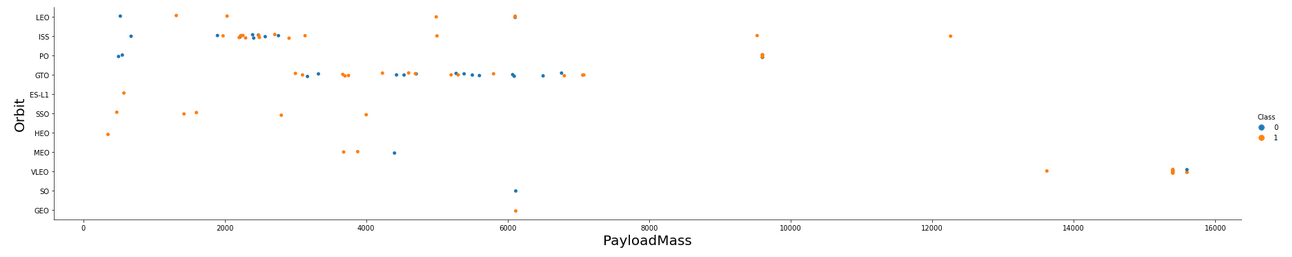 LEO
ISS
PO
GTO
ES-L1
SSO
HEO
MEO
VLEO
SO
GEO
Orbit
0 2000 4000 6000 8000 10000 12000 14000 16000
PayloadMass
Class
0
1